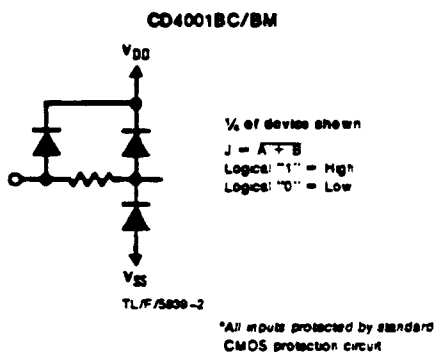 CD4001BC/BM
VDD
¼ of device shown
J = A + B
Logical "1" = High
Logical "0" = Low
VSS
TL/F/5939-2
*All inputs protected by standard
CMOS protection circuit